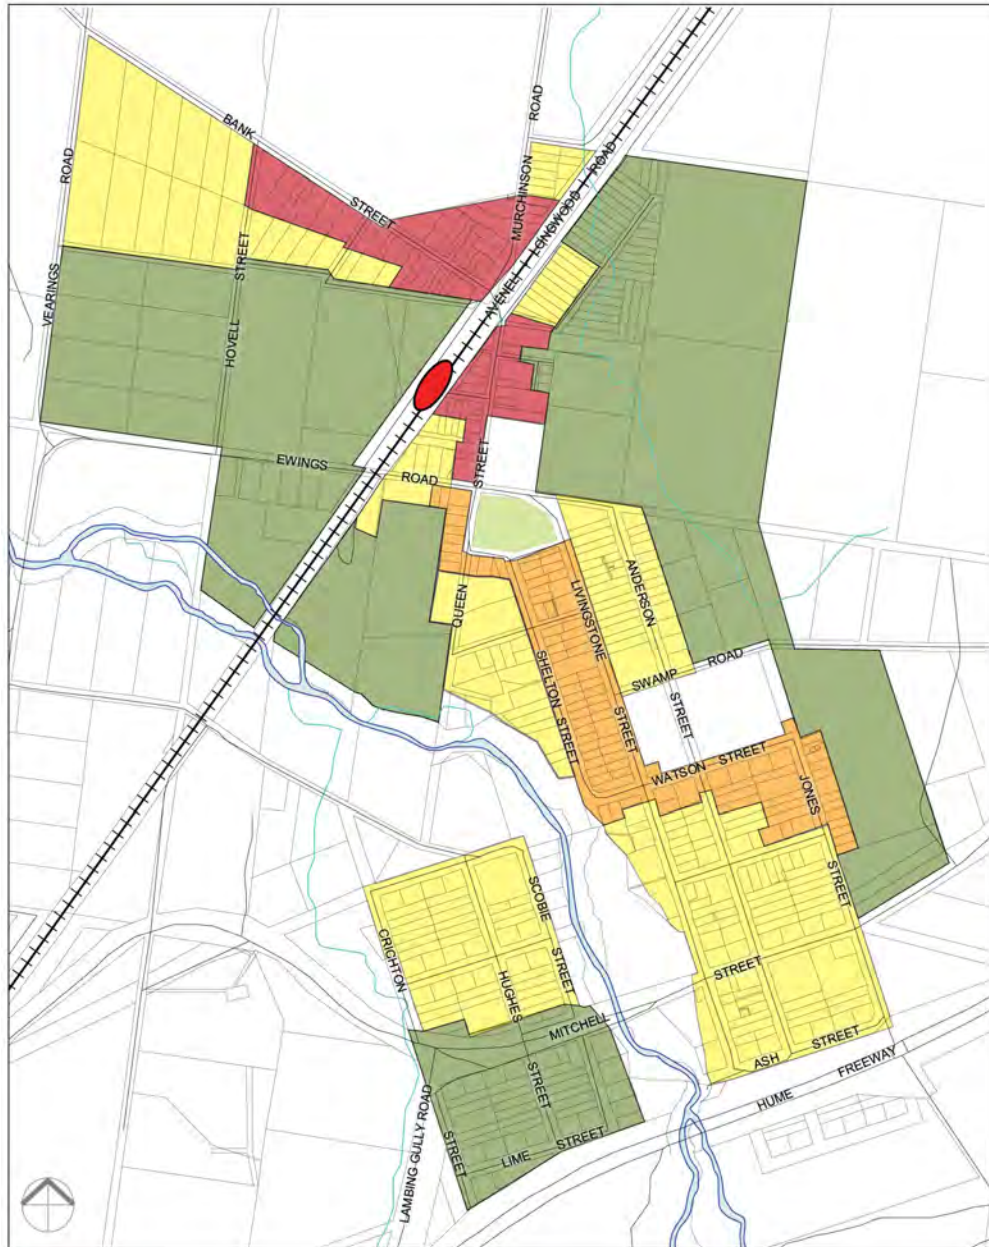 BANK
STREET
ROAD
MURCHINSON
ROAD
AVENEL
LONGWOOD
ROAD
VEARINGS
HOVELL
STREET
EWINGS
ROAD
STREET
QUEEN
ANDERSON
STREET
LIVINGSTONE
STREET
SHELTON STREET
SWAMP
ROAD
WATSON STREET
JONES
STREET
SCOBIE
STREET
CRICHTON
STREET
HUGHES
STREET
MITCHELL
STREET
ASH
STREET
HUME
FREEWAY
LIME
STREET
LAMBING GULLY ROAD